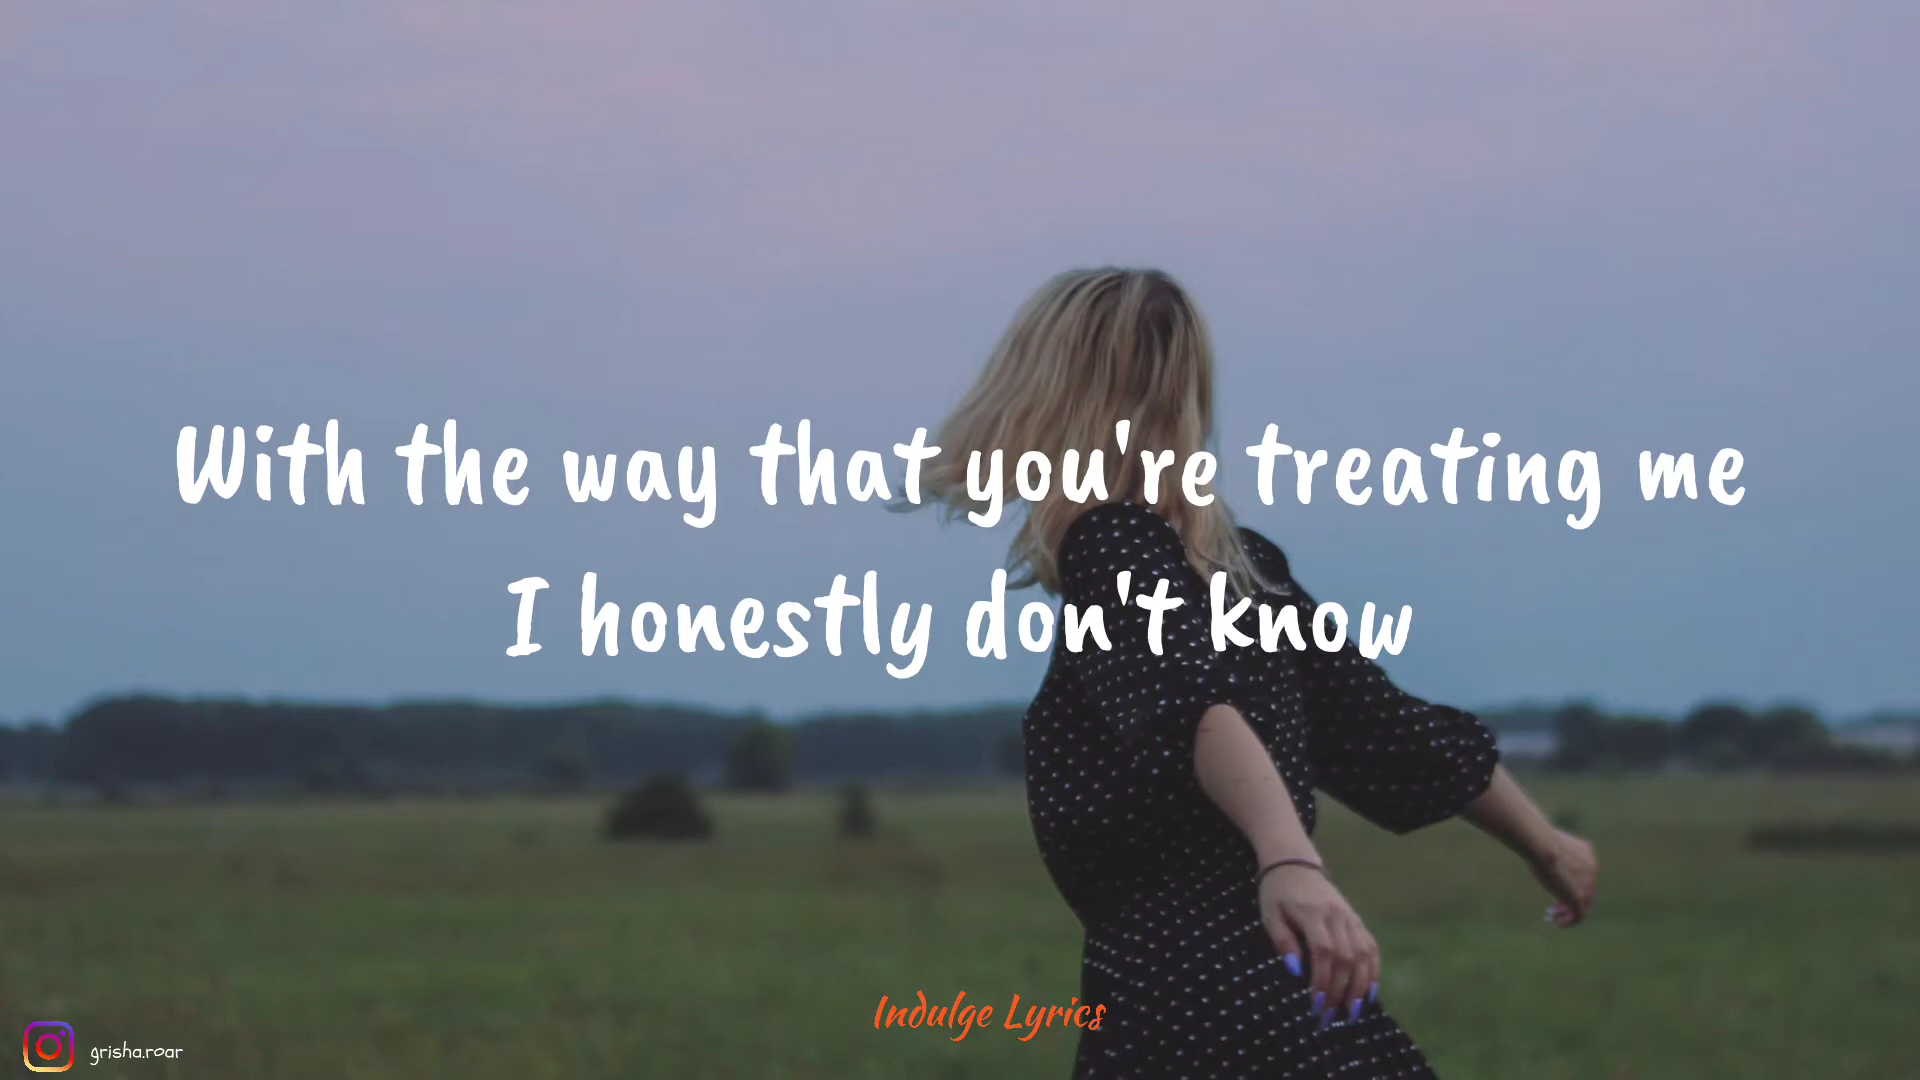 With the way that you're treating me
I honestly don't know
Indulge Lyrics
grisha.roar